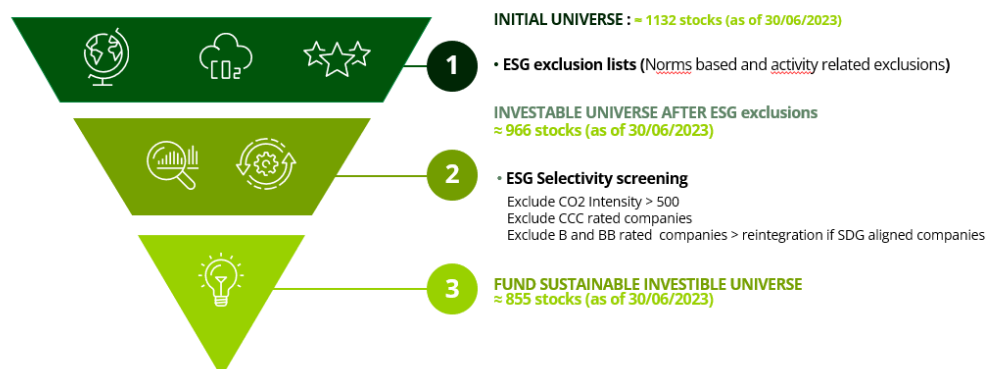 INITIAL UNIVERSE : ≈ 1132 stocks (as of 30/06/2023)
CO2
1
• ESG exclusion lists (Norms based and activity related exclusions)
INVESTABLE UNIVERSE AFTER ESG exclusions
≈ 966 stocks (as of 30/06/2023)
2
• ESG Selectivity screening
Exclude CO2 Intensity > 500
Exclude CCC rated companies
Exclude B and BB rated companies > reintegration if SDG aligned companies
3
FUND SUSTAINABLE INVESTIBLE UNIVERSE
≈ 855 stocks (as of 30/06/2023)